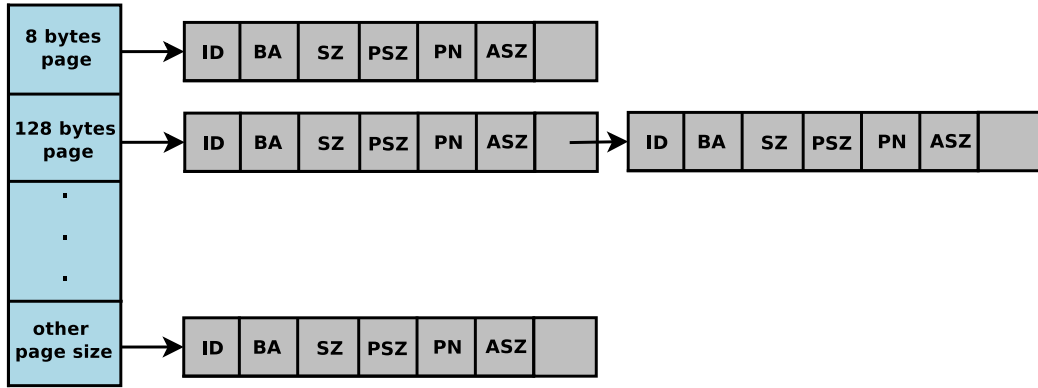 8 bytes
page
ID BA SZ PSZ PN ASZ
128 bytes
page
ID BA SZ PSZ PN ASZ
ID BA SZ PSZ PN ASZ
.
.
.
other
page size
ID BA SZ PSZ PN ASZ